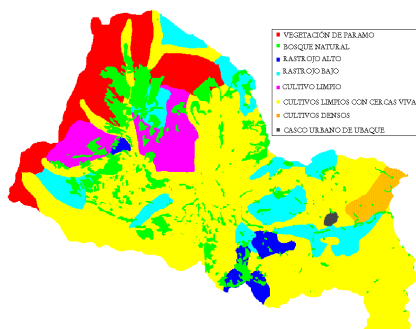 VEGETACIÓN DE PARAMO
BOSQUE NATURAL
RASTROJO ALTO
RASTROJO BAJO
CULTIVO LIMPIO
CULTIVOS LIMPIOS CON CERCAS VIVA
CULTIVOS DENSOS
CASCO URBANO DE UBAQUE